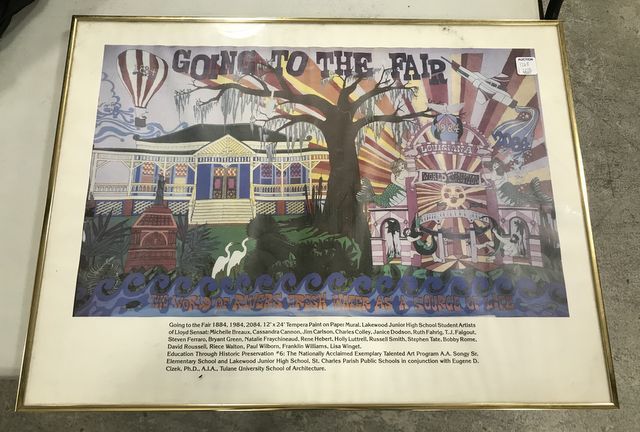 GOING TO THE FAIR
AUCTION
1984
LOUISIANA
THE WORLD OF RIVERS FRESH WATER AS A SOURCE OF LIFE
Going to the Fair 1884, 1984, 2084. 12' x 24' Tempera Paint on Paper Mural, Lakewood Junior High School Student Artists
of Lloyd Sensat: Michelle Breaux, Cassandra Cannon, Jim Carlson, Charles Colley, Janice Dodson, Ruth Fahrig, T.J. Falgout,
Steven Ferraro, Bryant Green, Natalie Fraychineaud, Rene Hebert, Holly Luttrell, Russell Smith, Stephen Tate, Bobby Rome,
David Roussell, Riece Walton, Paul Wilborn, Franklin Williams, Lisa Winget.
Education Through Historic Preservation #6: The Nationally Acclaimed Exemplary Talented Art Program A.A. Songy Sr.
Elementary School and Lakewood Junior High School, St. Charles Parish Public Schools in conjunction with Eugene D.
Cizek, Ph.D., A.I.A., Tulane University School of Architecture.